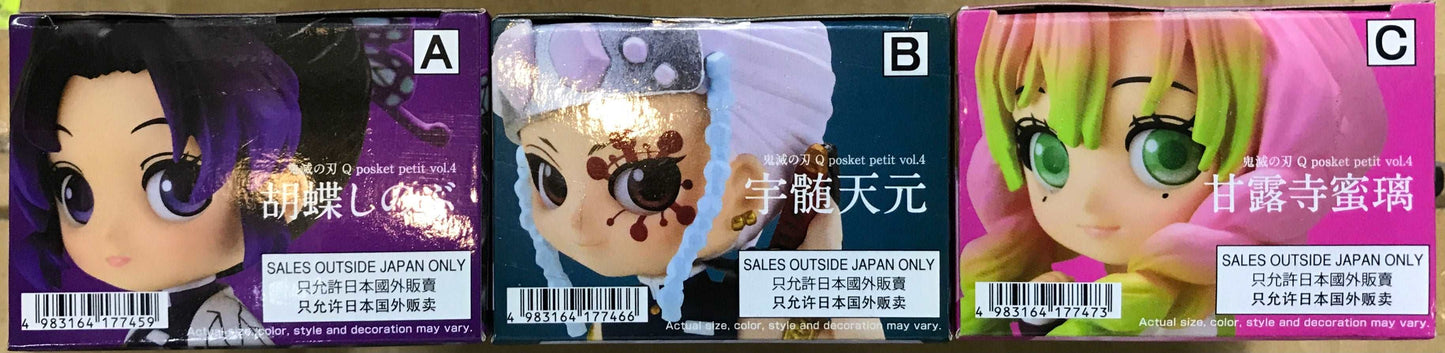 A
鬼滅の刃 Q posket petit vol.4
胡蝶しのぶ
SALES OUTSIDE JAPAN ONLY
只允許日本國外販賣
只允许日本国外贩卖
4 983164 177459
Actual size, color, style and decoration may vary.
B
鬼滅の刃 Q posket petit vol.4
宇髄天元
SALES OUTSIDE JAPAN ONLY
只允許日本國外販賣
只允许日本国外贩卖
4 983164 177466
Actual size, color, style and decoration may vary.
C
鬼滅の刃 Q posket petit vol.4
甘露寺蜜璃
SALES OUTSIDE JAPAN ONLY
只允許日本國外販賣
只允许日本国外贩卖
4 983164 177473
Actual size, color, style and decoration may vary.